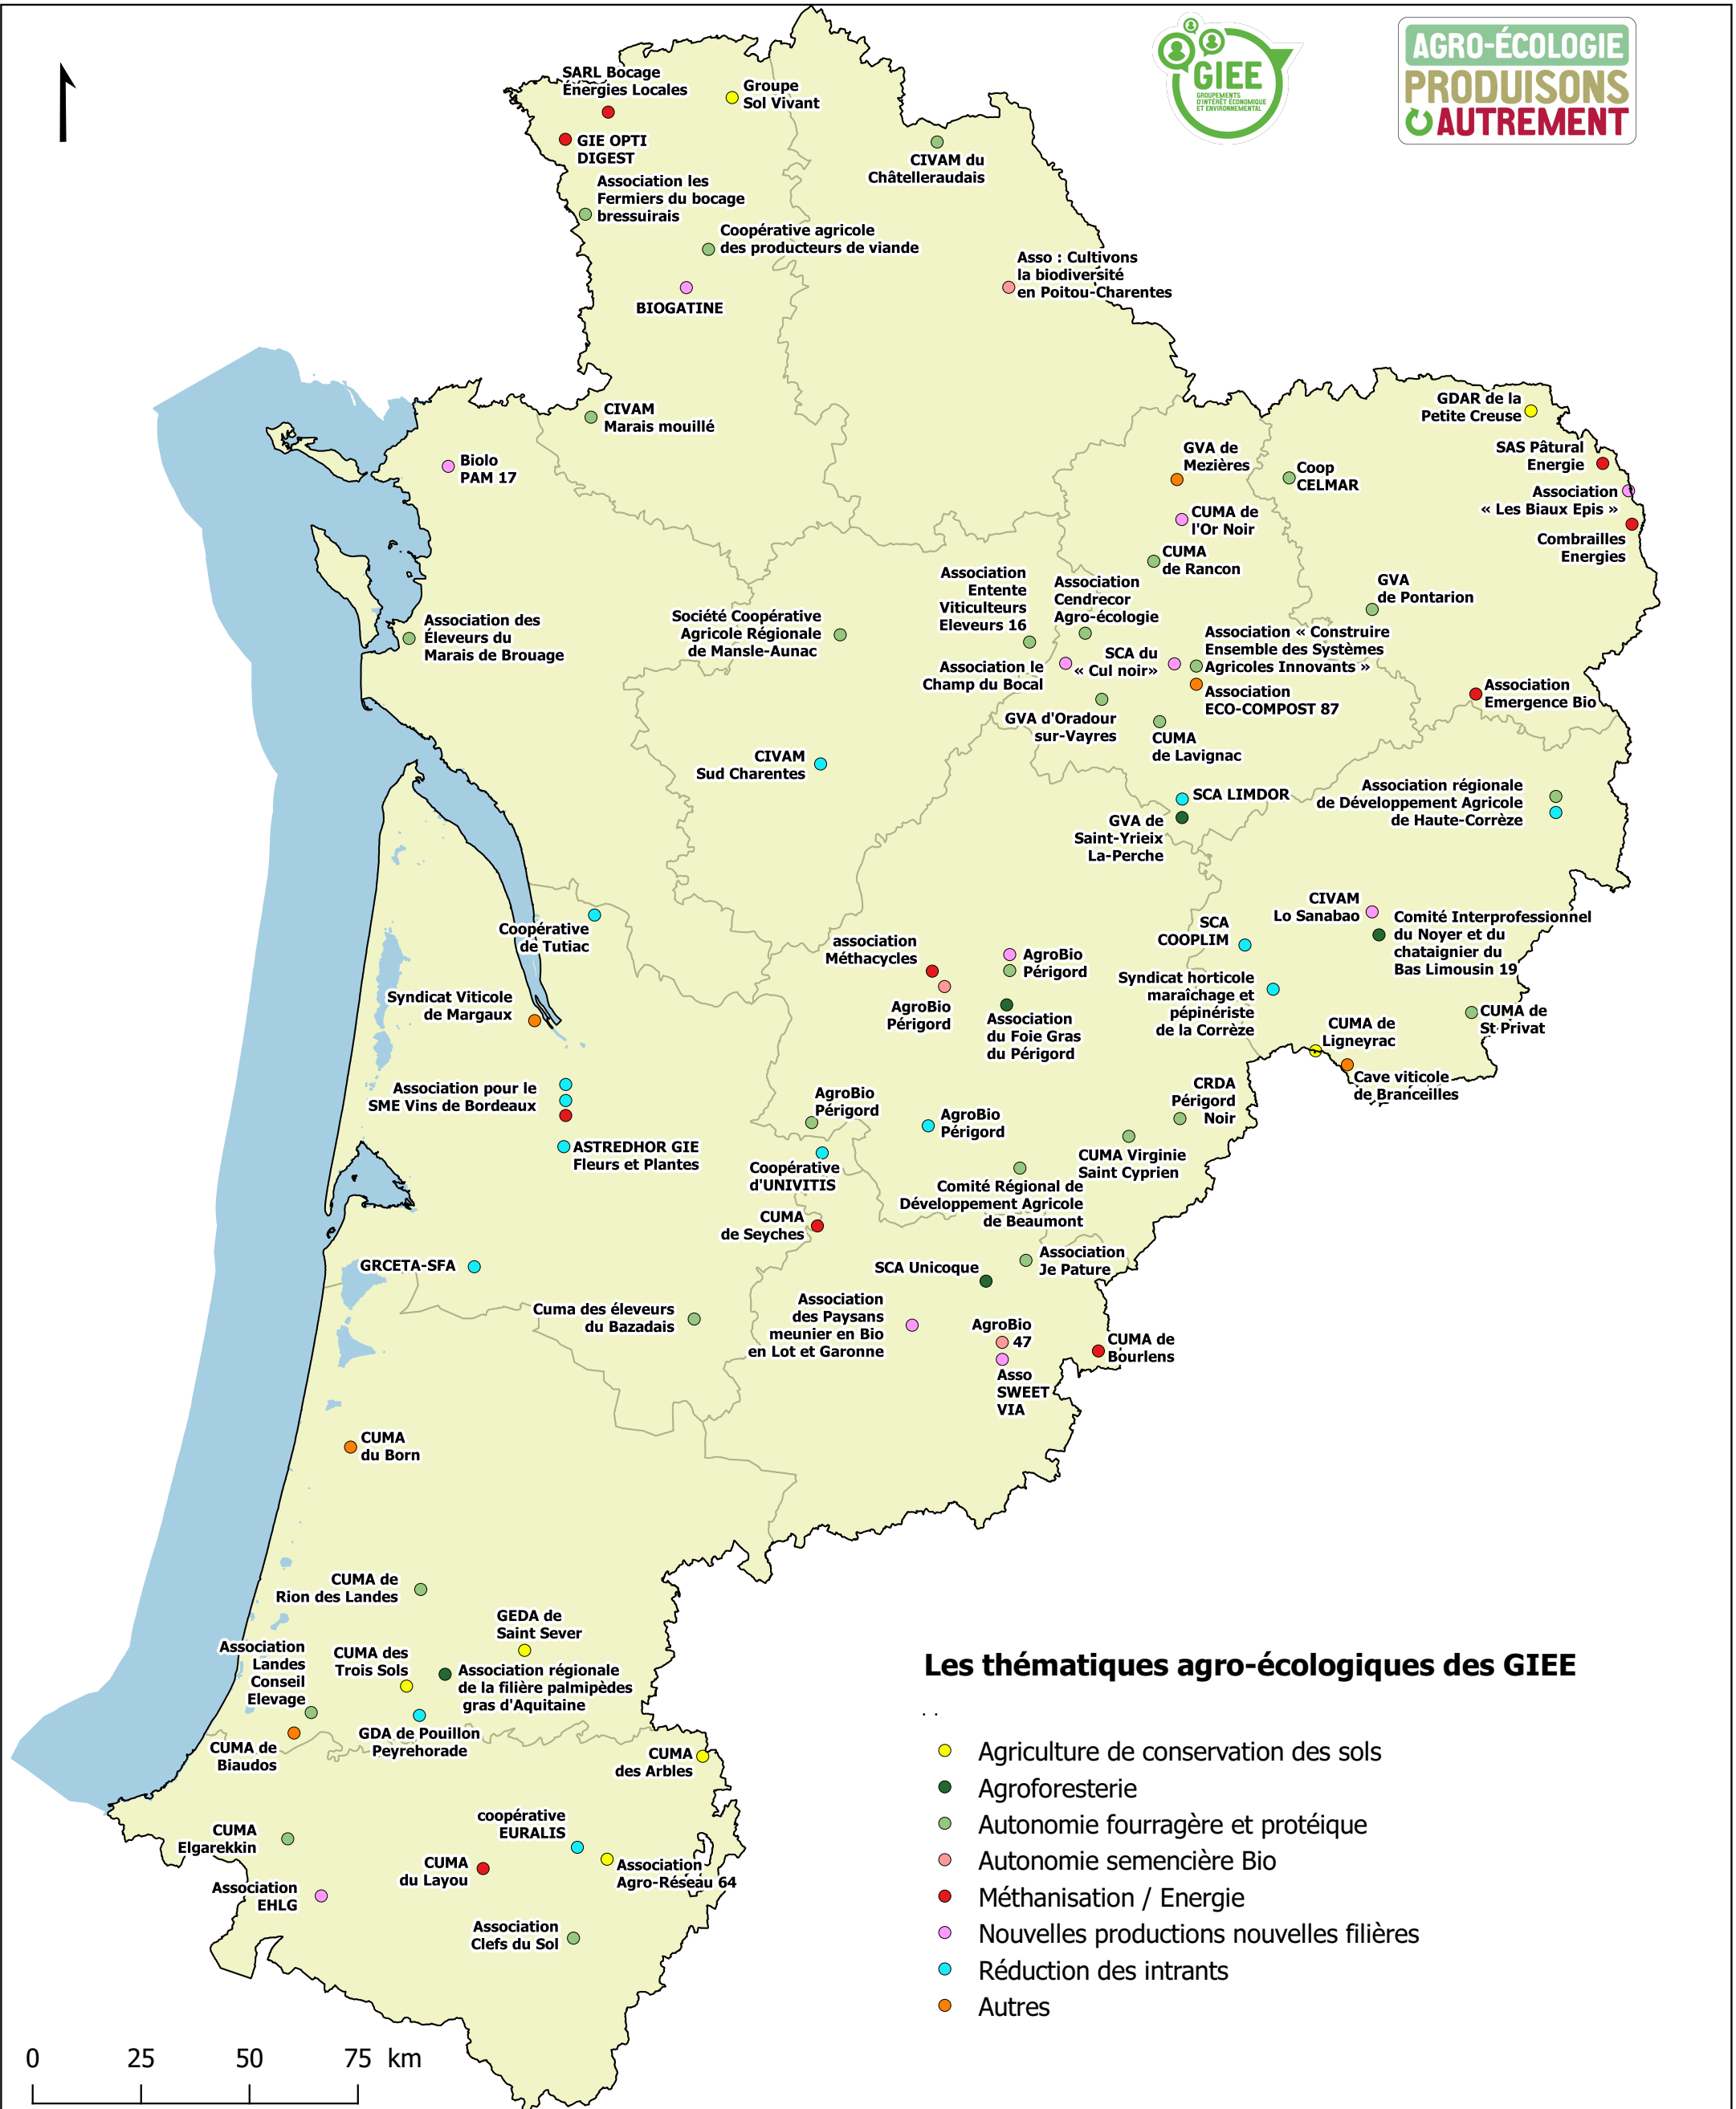 SARL Bocage
Énergies Locales
Groupe
Sol Vivant
GIE OPTI
DIGEST
GIEE
GROUPEMENTS
D'INTÉRÊT ÉCONOMIQUE
ET ENVIRONNEMENTAL
AGRO-ÉCOLOGIE
PRODUISONS
AUTREMENT
CIVAM du
Châtelleraudais
Association les
Fermiers du bocage
bressuirais
Coopérative agricole
des producteurs de viande
Asso : Cultivons
la biodiversité
en Poitou-Charentes
BIOGATINE
CIVAM
Marais mouillé
GDAR de la
Petite Creuse
Biolo
PAM 17
GVA de
Mezières
Coop
CELMAR
SAS Pâtural
Energie
Association
« Les Biaux Epis »
CUMA de
l'Or Noir
Combrailles
Energies
CUMA
de Rancon
Association
Entente
Viticulteurs
Eleveurs 16
Association
Cendrecor
Agro-écologie
GVA
de Pontarion
Association des
Éleveurs du
Marais de Brouage
Société Coopérative
Agricole Régionale
de Mansle-Aunac
Association « Construire
Ensemble des Systèmes
Agricoles Innovants »
SCA du
« Cul noir»
Association le
Champ du Bocal
Association
ECO-COMPOST 87
Association
Emergence Bio
GVA d'Oradour
sur-Vayres
CUMA
de Lavignac
CIVAM
Sud Charentes
SCA LIMDOR
Association régionale
de Développement Agricole
de Haute-Corrèze
GVA de
Saint-Yrieix
La-Perche
CIVAM
Lo Sanabao
Comité Interprofessionnel
du Noyer et du
chataignier du
Bas Limousin 19
Coopérative
de Tutiac
SCA
COOPLIM
association
Méthacycles
AgroBio
Périgord
Syndicat horticole
maraîchage et
pépinériste
de la Corrèze
Syndicat Viticole
de Margaux
AgroBio
Périgord
Association
du Foie Gras
du Périgord
CUMA de
St Privat
CUMA de
Ligneyrac
Cave viticole
de Branceilles
Association pour le
SME Vins de Bordeaux
AgroBio
Périgord
AgroBio
Périgord
CRDA
Périgord
Noir
ASTREDHOR GIE
Fleurs et Plantes
Coopérative
d'UNIVITIS
CUMA Virginie
Saint Cyprien
Comité Régional de
Développement Agricole
de Beaumont
CUMA
de Seyches
GRCETA-SFA
SCA Unicoque
Association
Je Pature
Cuma des éleveurs
du Bazadais
Association
des Paysans
meunier en Bio
en Lot et Garonne
AgroBio
47
CUMA de
Bourlens
Asso
SWEET
VIA
CUMA
du Born
CUMA de
Rion des Landes
GEDA de
Saint Sever
Association
Landes
Conseil
Elevage
CUMA des
Trois Sols
Association régionale
de la filière palmipèdes
gras d'Aquitaine
GDA de Pouillon
Peyrehorade
CUMA de
Biaudos
CUMA
des Arbles
coopérative
EURALIS
CUMA
Elgarekkin
CUMA
du Layou
Association
Agro-Réseau 64
Association
EHLG
Association
Clefs du Sol
Les thématiques agro-écologiques des GIEE
. .
Agriculture de conservation des sols
Agroforesterie
Autonomie fourragère et protéique
Autonomie semencière Bio
Méthanisation / Energie
Nouvelles productions nouvelles filières
Réduction des intrants
Autres
0 25 50 75 km